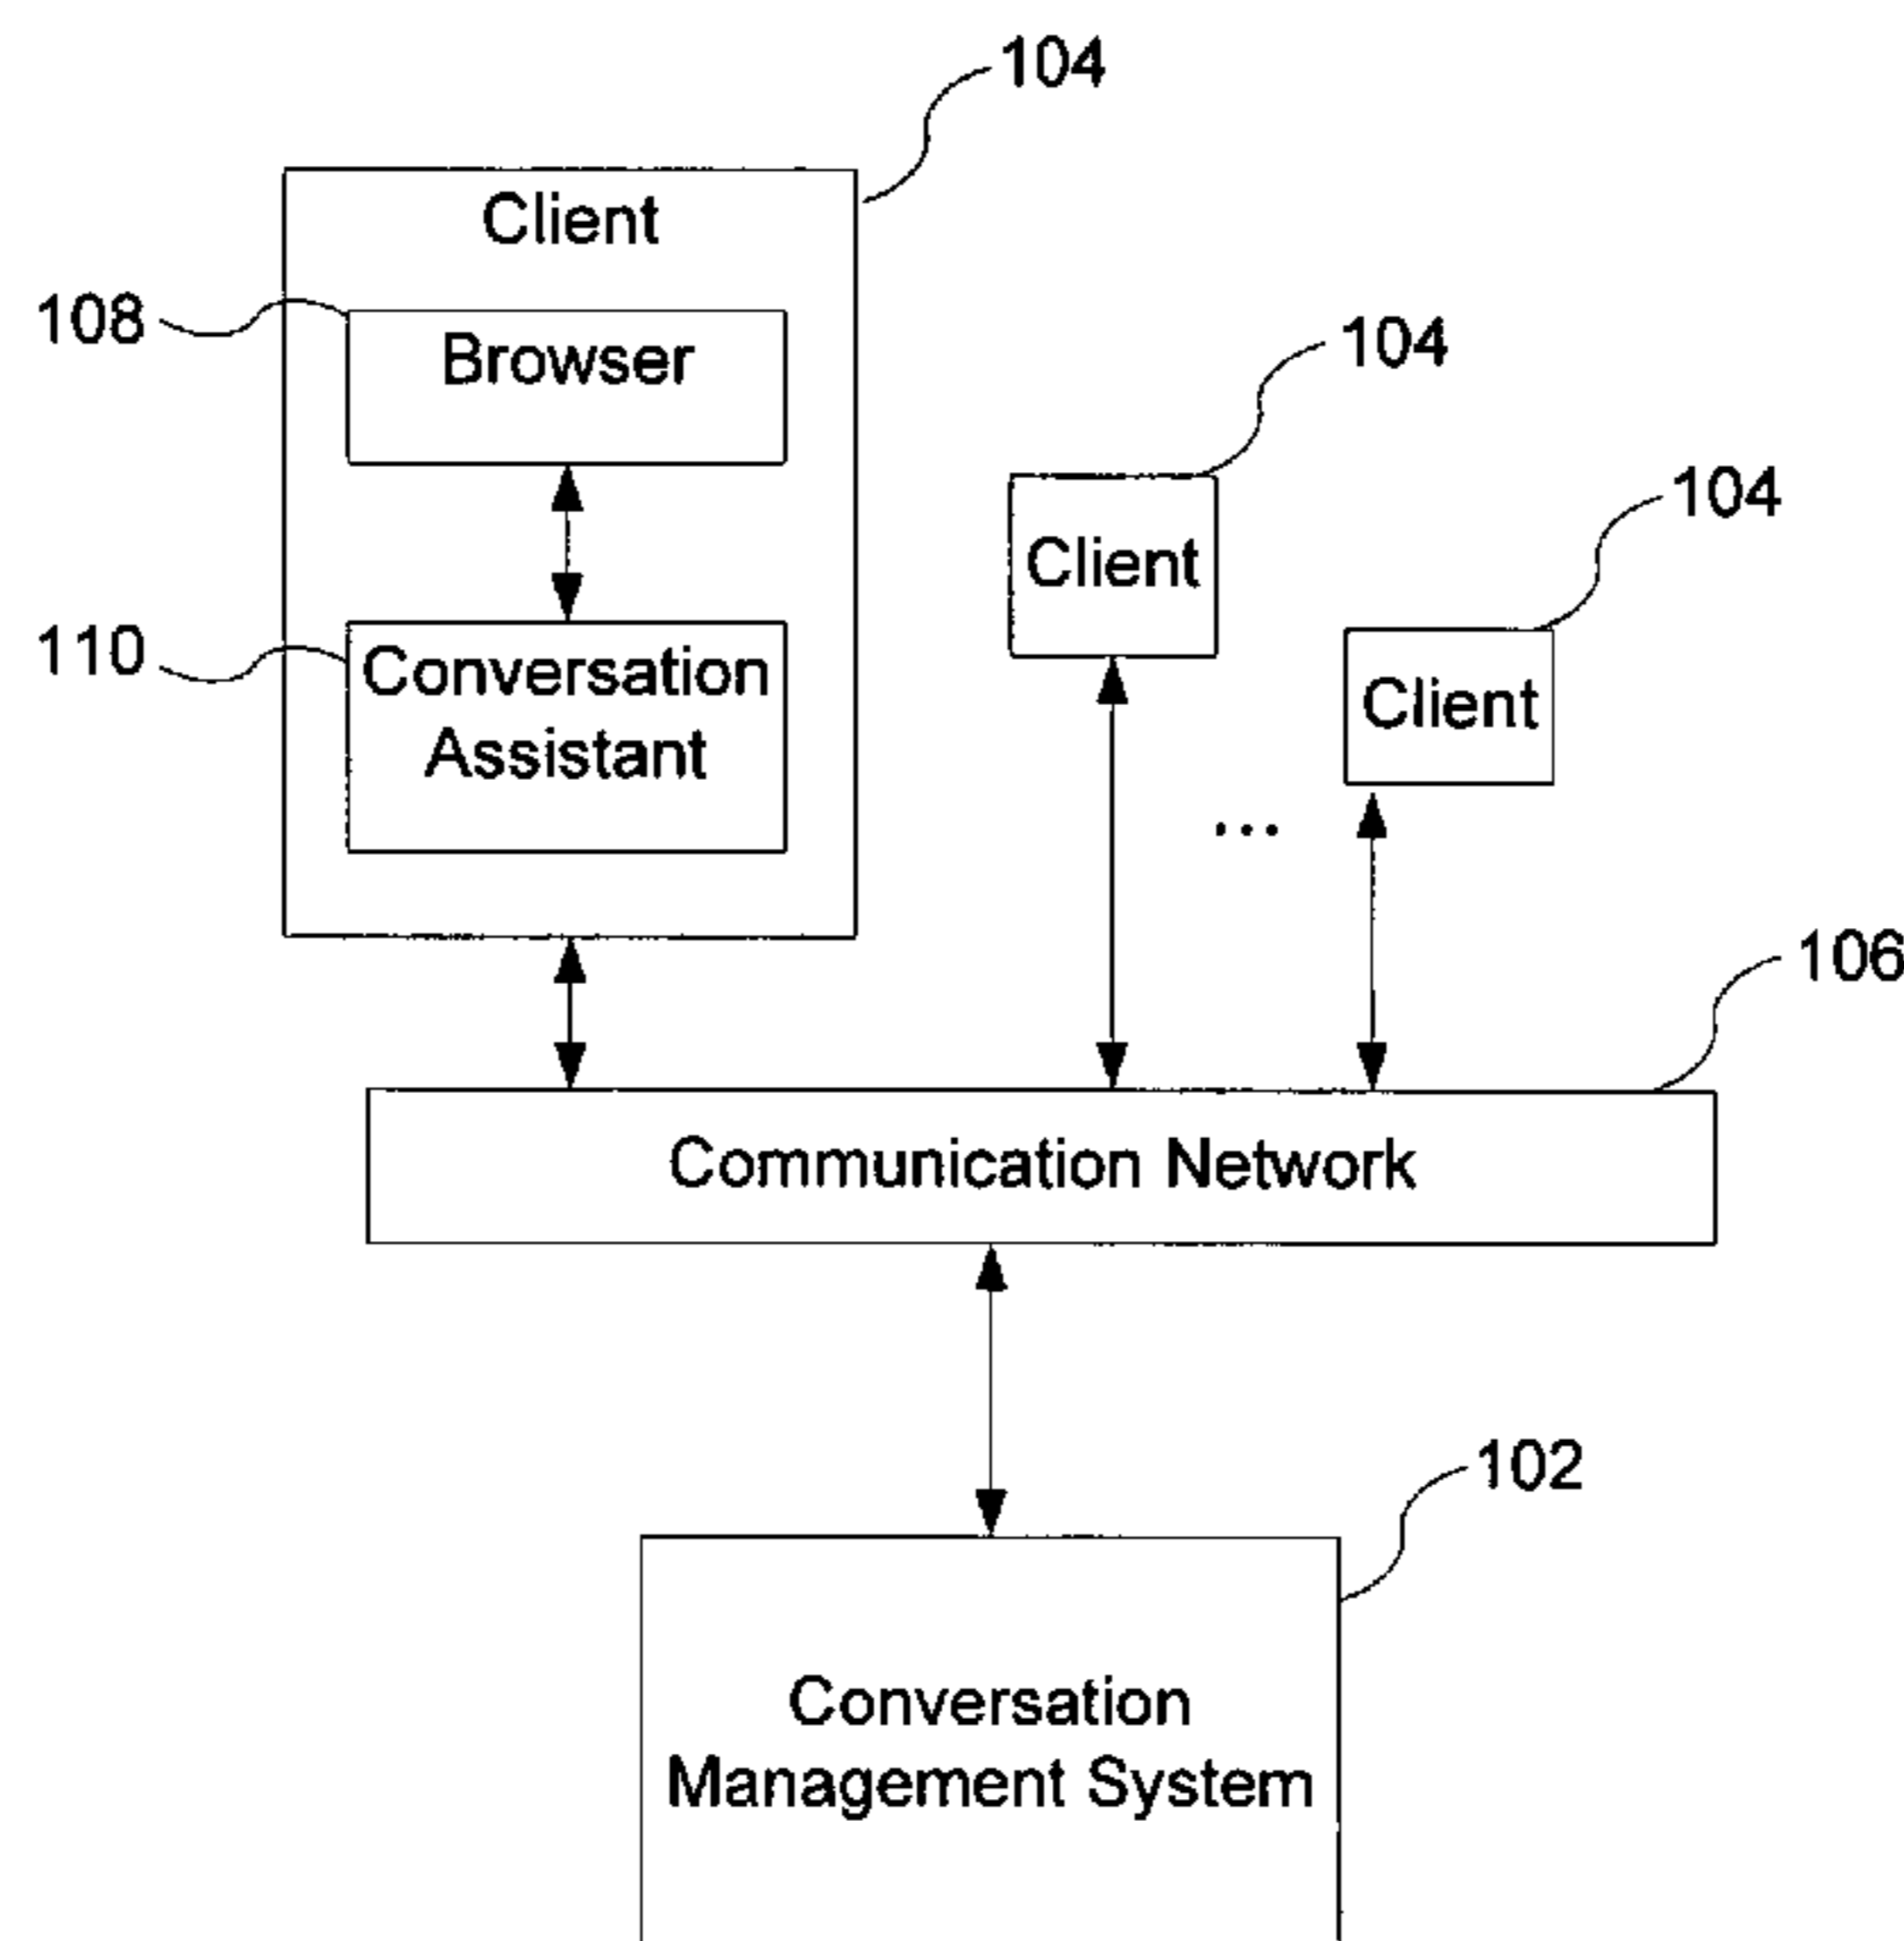 104
Client
108
Browser
104
Client
104
Client
110
Conversation
Assistant
...
106
Communication Network
102
Conversation
Management System